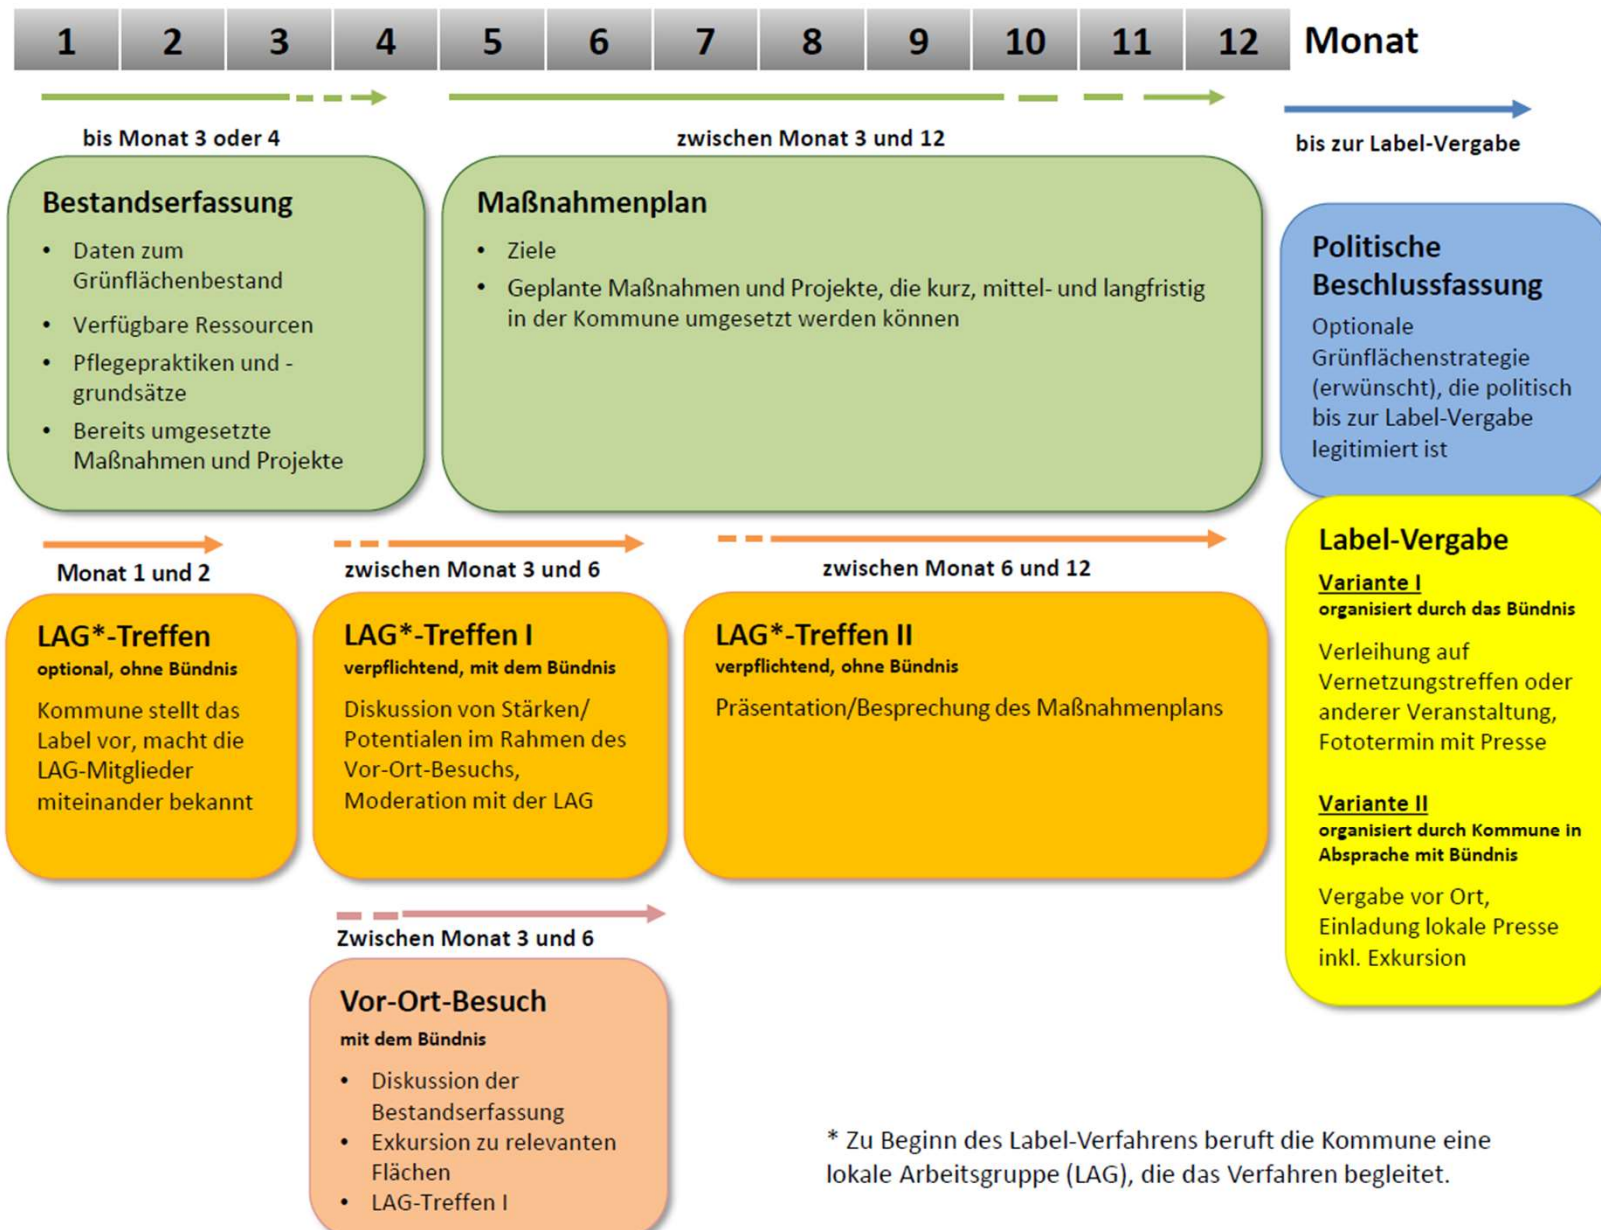 1 2 3 4 5 6 7 8 9 10 11 12 Monat
bis Monat 3 oder 4
zwischen Monat 3 und 12
bis zur Label-Vergabe
Bestandserfassung
• Daten zum
Grünflächenbestand
• Verfügbare Ressourcen
• Pflegepraktiken und -
grundsätze
• Bereits umgesetzte
Maßnahmen und Projekte
Maßnahmenplan
• Ziele
• Geplante Maßnahmen und Projekte, die kurz, mittel- und langfristig
in der Kommune umgesetzt werden können
Politische
Beschlussfassung
Optionale
Grünflächenstrategie
(erwünscht), die politisch
bis zur Label-Vergabe
legitimiert ist
Monat 1 und 2
LAG*-Treffen
optional, ohne Bündnis
Kommune stellt das
Label vor, macht die
LAG-Mitglieder
miteinander bekannt
zwischen Monat 3 und 6
LAG*-Treffen I
verpflichtend, mit dem Bündnis
Diskussion von Stärken/
Potentialen im Rahmen des
Vor-Ort-Besuchs,
Moderation mit der LAG
zwischen Monat 6 und 12
LAG*-Treffen II
verpflichtend, ohne Bündnis
Präsentation/Besprechung des Maßnahmenplans
Label-Vergabe
Variante I
organisiert durch das Bündnis
Verleihung auf
Vernetzungstreffen oder
anderer Veranstaltung,
Fototermin mit Presse
Variante II
organisiert durch Kommune in
Absprache mit Bündnis
Vergabe vor Ort,
Einladung lokale Presse
inkl. Exkursion
Zwischen Monat 3 und 6
Vor-Ort-Besuch
mit dem Bündnis
• Diskussion der
Bestandserfassung
• Exkursion zu relevanten
Flächen
• LAG-Treffen I
* Zu Beginn des Label-Verfahrens beruft die Kommune eine
lokale Arbeitsgruppe (LAG), die das Verfahren begleitet.